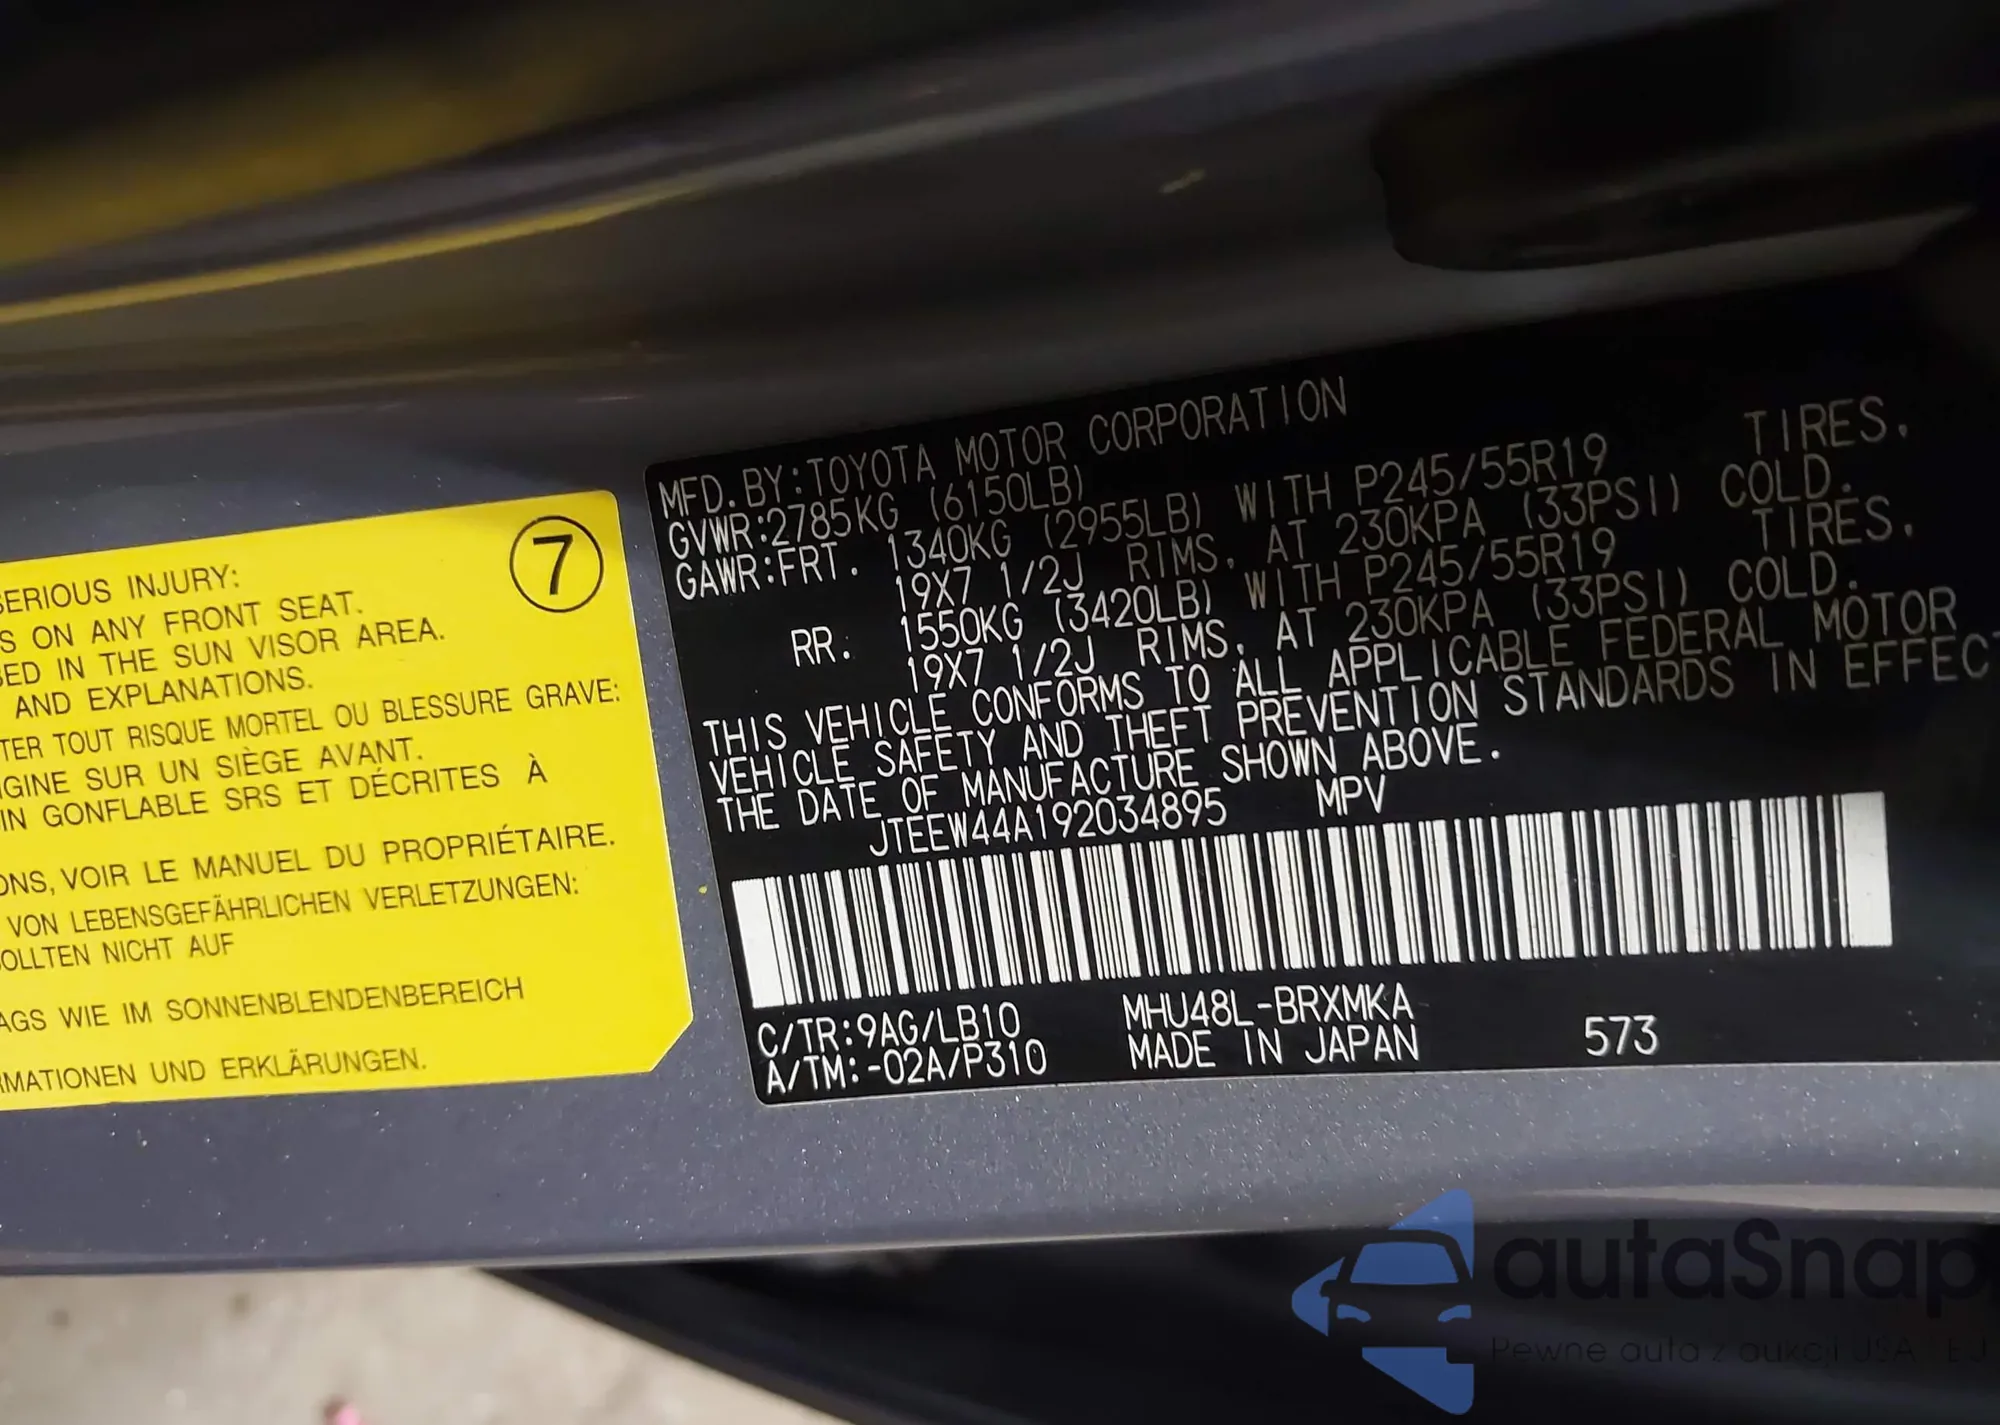 SERIOUS INJURY:
S ON ANY FRONT SEAT.
SED IN THE SUN VISOR AREA.
AND EXPLANATIONS.
TER TOUT RISQUE MORTEL OU BLESSURE GRAVE:
GINE SUR UN SIÈGE AVANT.
IN GONFLABLE SRS ET DÉCRITES À
ONS, VOIR LE MANUEL DU PROPRIÉTAIRE.
VON LEBENSGEFÄHRLICHEN VERLETZUNGEN:
OLLTEN NICHT AUF
AGS WIE IM SONNENBLENDENBEREICH
RMATIONEN UND ERKLÄRUNGEN.
7
MFD. BY: TOYOTA MOTOR CORPORATION
GVWR: 2785KG (6150LB)
GAWR: FRT. 1340KG (2955LB) WITH P245/55R19 TIRES,
19X7 1/2J RIMS, AT 230KPA (33PSI) COLD.
RR: 1550KG (3420LB) WITH P245/55R19 TIRES,
19X7 1/2J RIMS, AT 230KPA (33PSI) COLD.
THIS VEHICLE CONFORMS TO ALL APPLICABLE FEDERAL MOTOR
VEHICLE SAFETY AND THEFT PREVENTION STANDARDS IN EFFECT
THE DATE OF MANUFACTURE SHOWN ABOVE.
JTEEW44A192034895 MPV
C/TR: 9AG/LB10 MHU48L-BRXMKA
A/TM: -02A/P310 MADE IN JAPAN 573
autaSnap
Pewne auta z aukcji USA